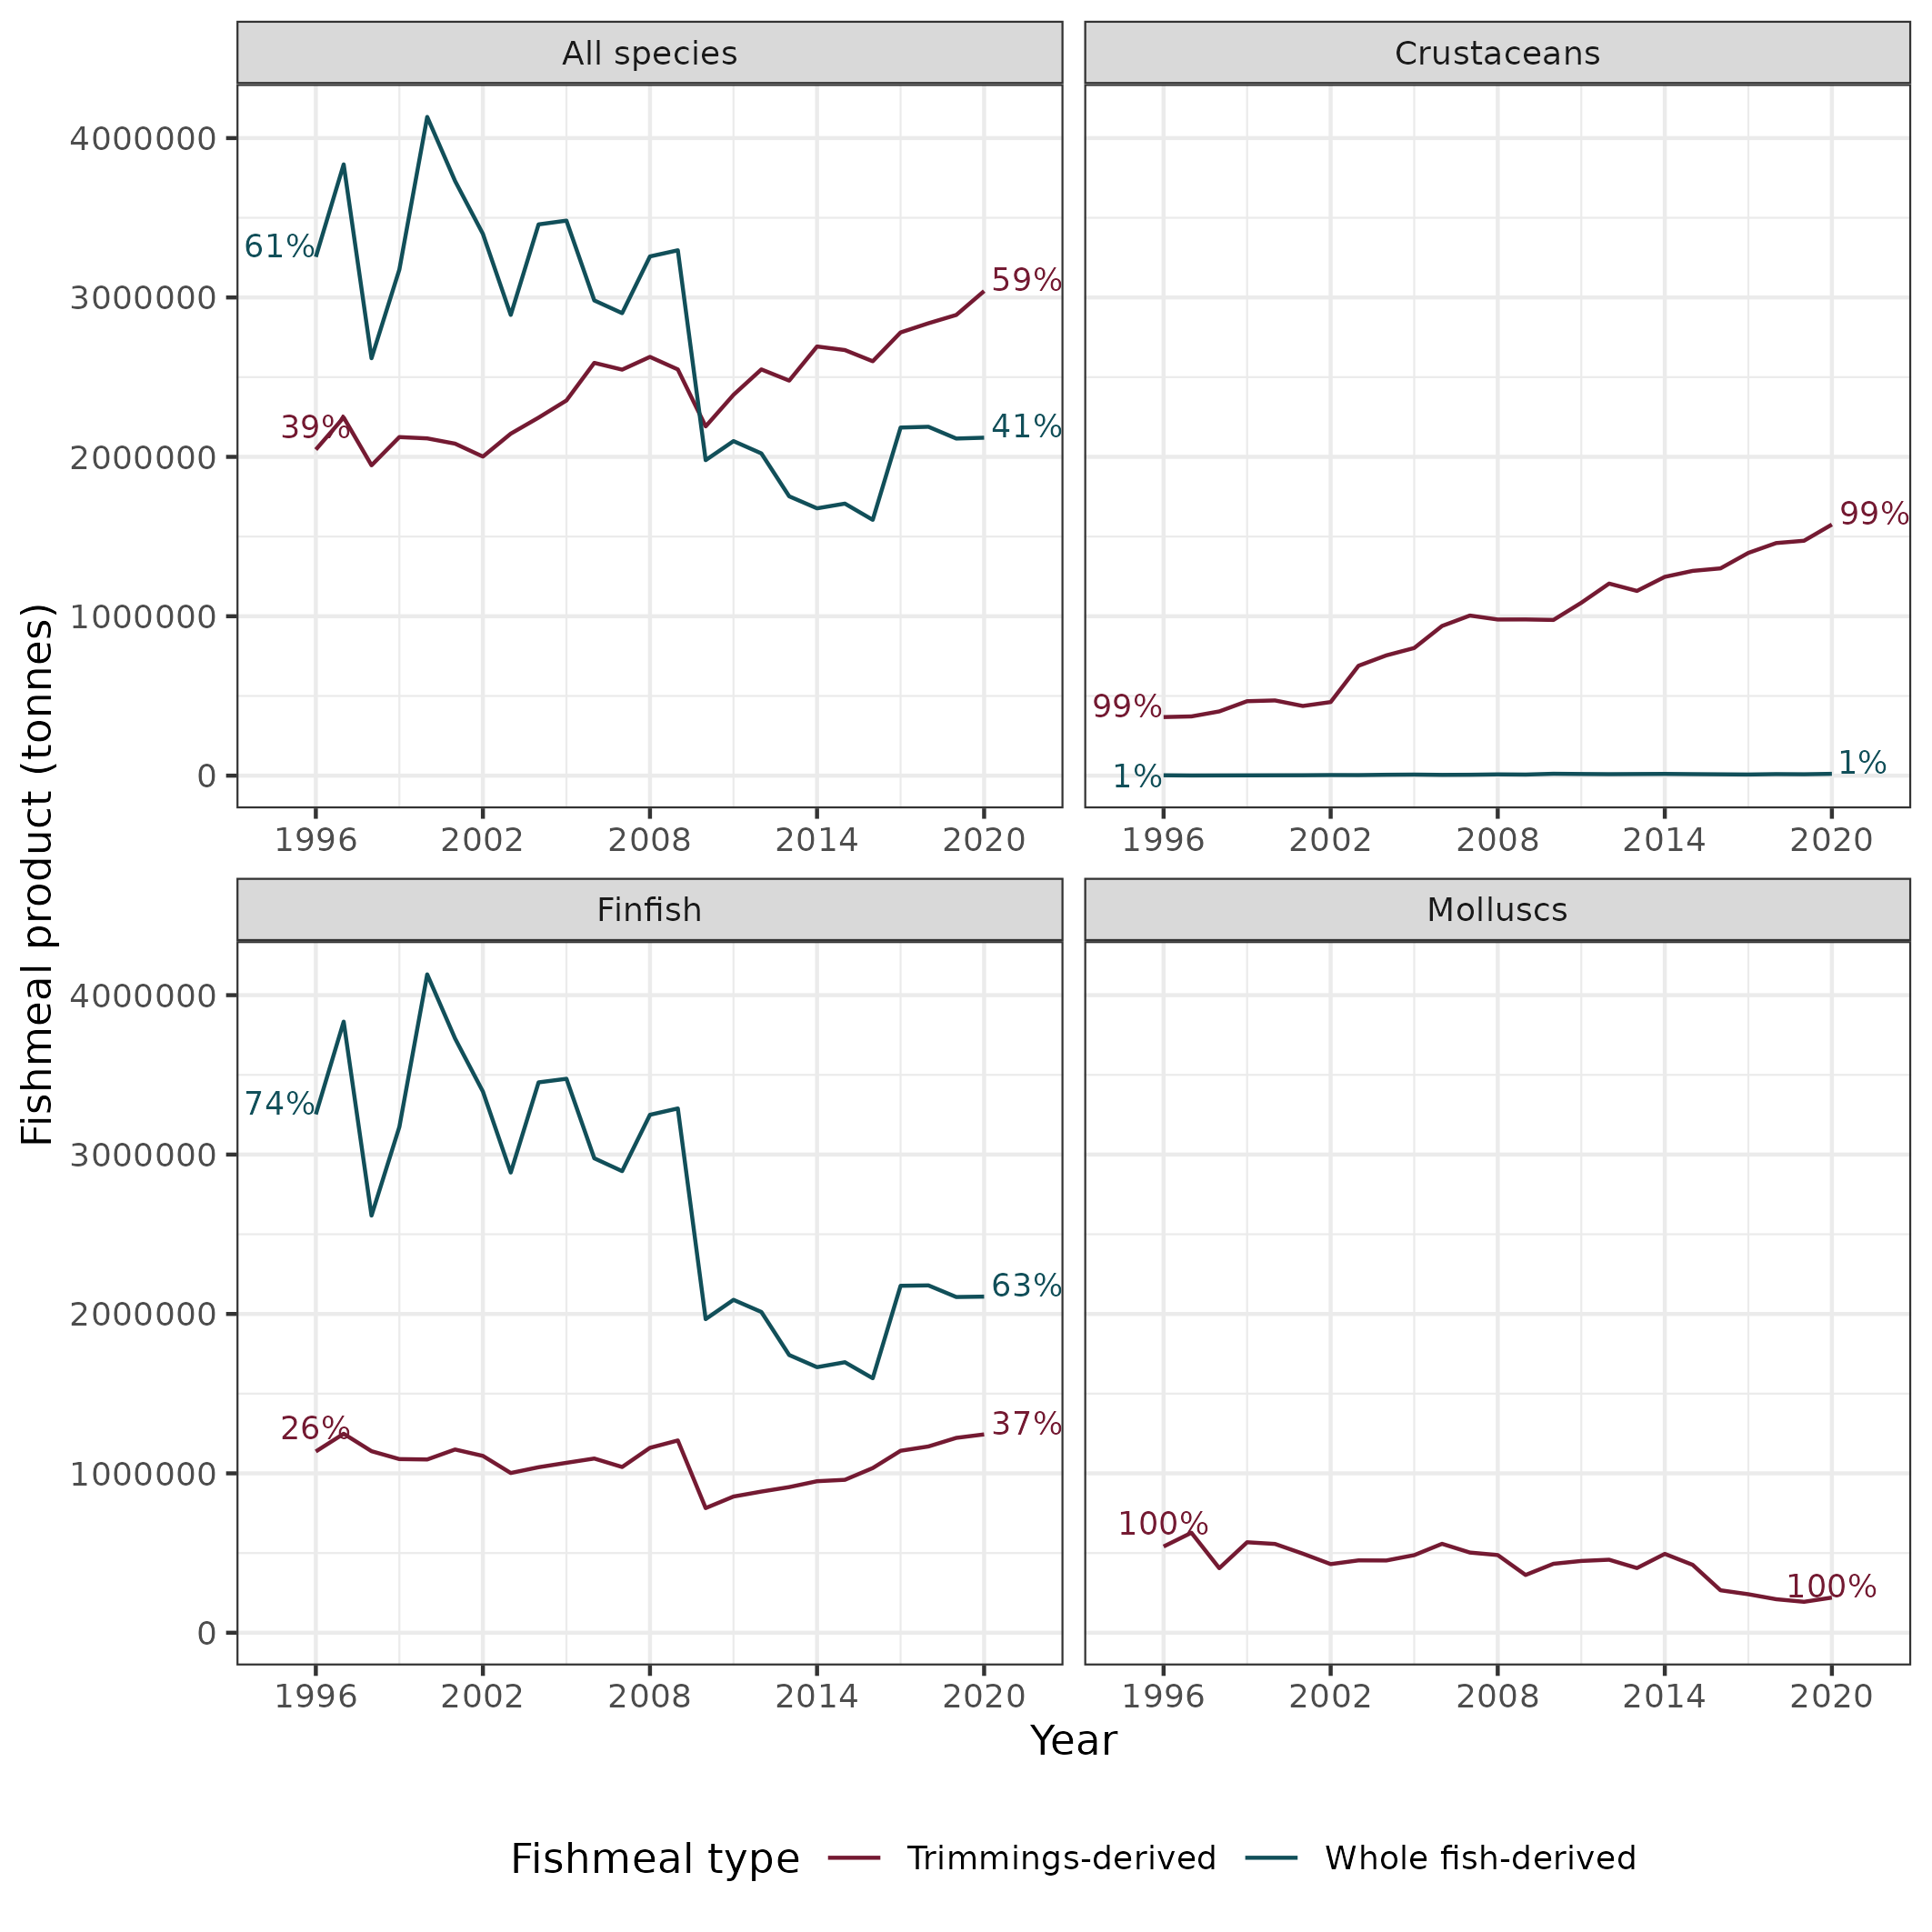 All species
Crustaceans
4000000
3000000
2000000
1000000
0
61%
39%
59%
41%
99%
1%
99%
1%
1996 2002 2008 2014 2020
1996 2002 2008 2014 2020
Fishmeal product (tonnes)
Finfish
Molluscs
4000000
3000000
2000000
1000000
0
74%
26%
63%
37%
100%
100%
1996 2002 2008 2014 2020
1996 2002 2008 2014 2020
Year
Fishmeal type Trimmings-derived Whole fish-derived